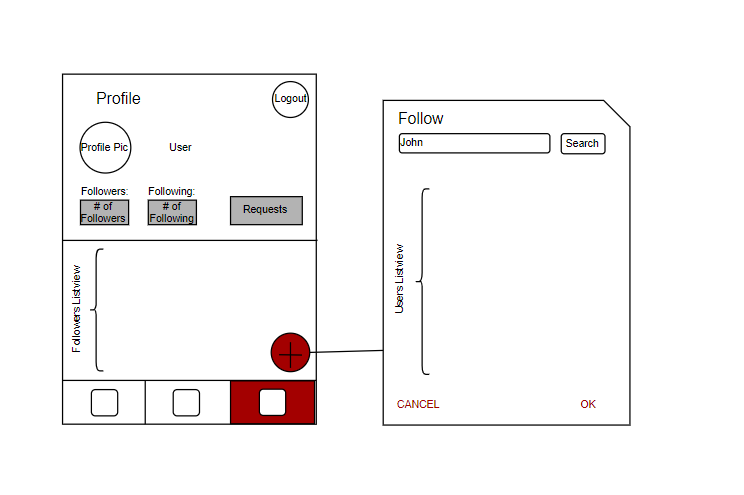 Profile
Logout
Profile Pic
User
Followers:
Following:
# of
Followers
# of
Following
Requests
Followers Listview
Follow
John
Search
Users Listview
CANCEL
OK